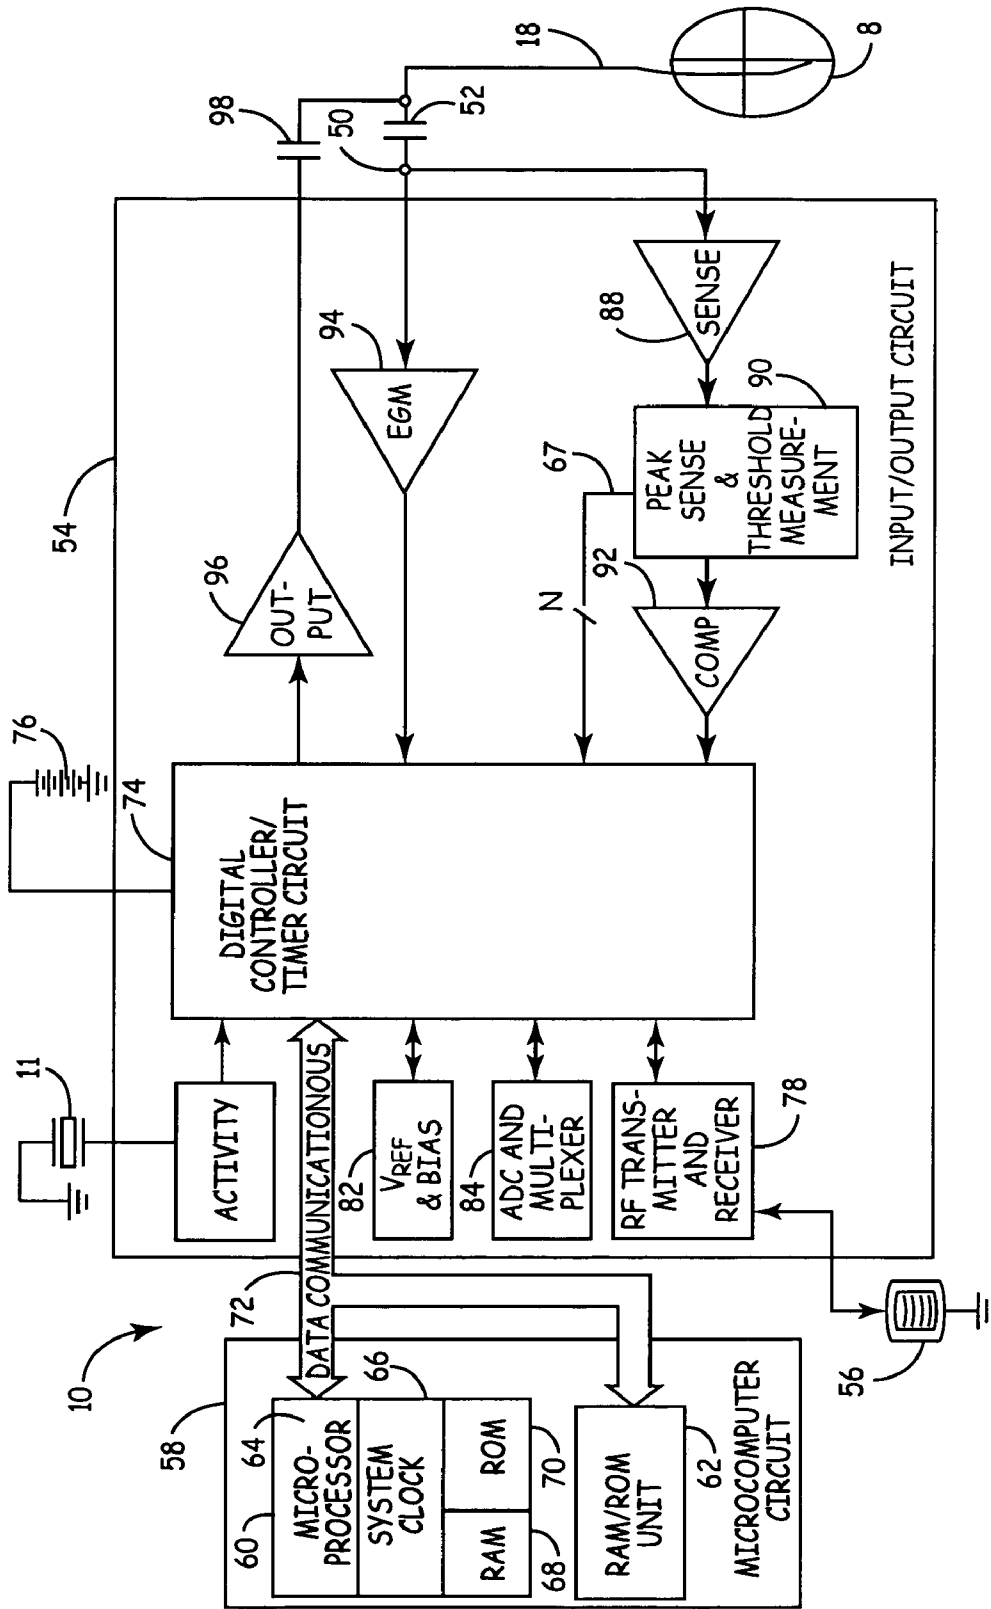 10
58
60
64
MICRO-
PROCESSOR
SYSTEM
CLOCK
66
RAM
ROM
68
70
RAM/ROM
UNIT
62
MICROCOMPUTER
CIRCUIT
72
DATA COMMUNICATIONOUS
56
11
ACTIVITY
82
VREF
& BIAS
84
ADC AND
MULTI-
PLEXER
RF TRANS-
MITTER
AND
RECEIVER
78
76
74
DIGITAL
CONTROLLER/
TIMER CIRCUIT
54
96
OUT-
PUT
94
EGM
N
67
92
COMP
PEAK
SENSE
&
THRESHOLD
MEASURE-
MENT
90
88
SENSE
INPUT/OUTPUT CIRCUIT
98
50
52
18
8